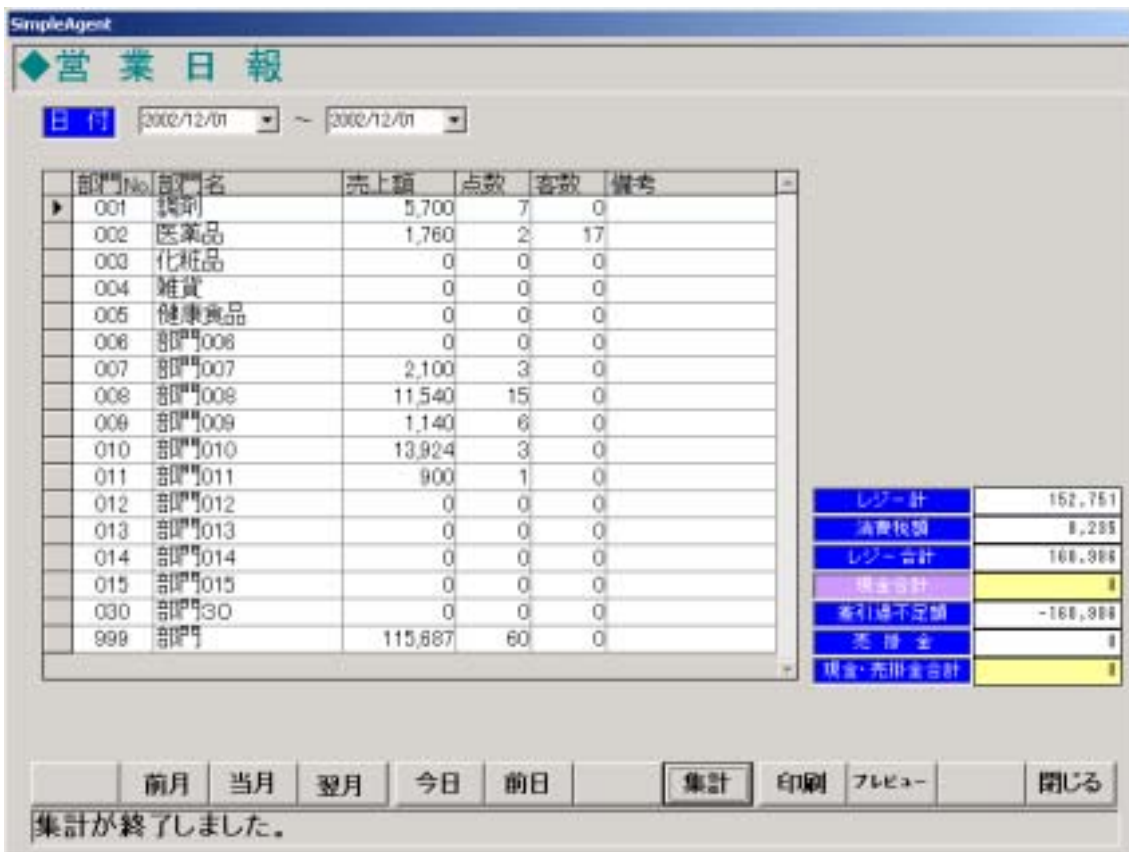 SimpleAgent
◆営 業 日 報
日 付 2002/12/01 ～ 2002/12/01
部門No 部門名 売上額 点数 客数 備考
001 調剤 5,700 7 0
002 医薬品 1,760 2 17
003 化粧品 0 0 0
004 雑貨 0 0 0
005 健康食品 0 0 0
006 部門006 0 0 0
007 部門007 2,100 3 0
008 部門008 11,540 15 0
009 部門009 1,140 6 0
010 部門010 13,924 3 0
011 部門011 900 1 0
012 部門012 0 0 0
013 部門013 0 0 0
014 部門014 0 0 0
015 部門015 0 0 0
030 部門30 0 0 0
999 部門 115,687 60 0
レジー計 152,751
消費税額 8,235
レジー合計 160,986
現金合計 0
差引過不足額 -160,986
売 掛 金 0
現金・売掛金合計 0
前月 当月 翌月 今日 前日 集計 印刷 プレビュー 閉じる
集計が終了しました。